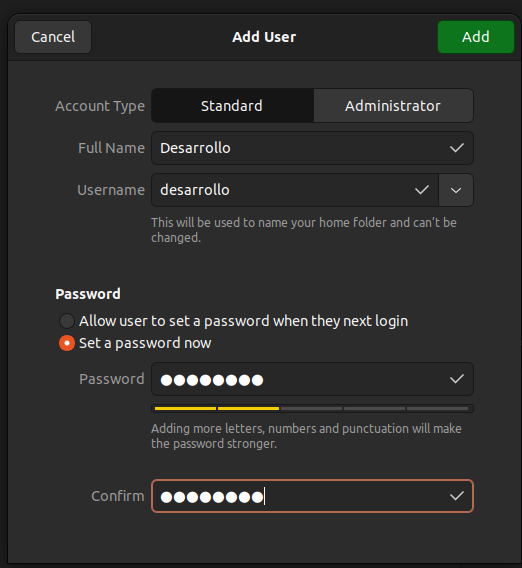 Cancel Add User Add
Account Type Standard Administrator
Full Name Desarrollo
Username desarrollo
This will be used to name your home folder and can't be
changed.
Password
Allow user to set a password when they next login
Set a password now
Password ●●●●●●●●
Adding more letters, numbers and punctuation will make
the password stronger.
Confirm ●●●●●●●●